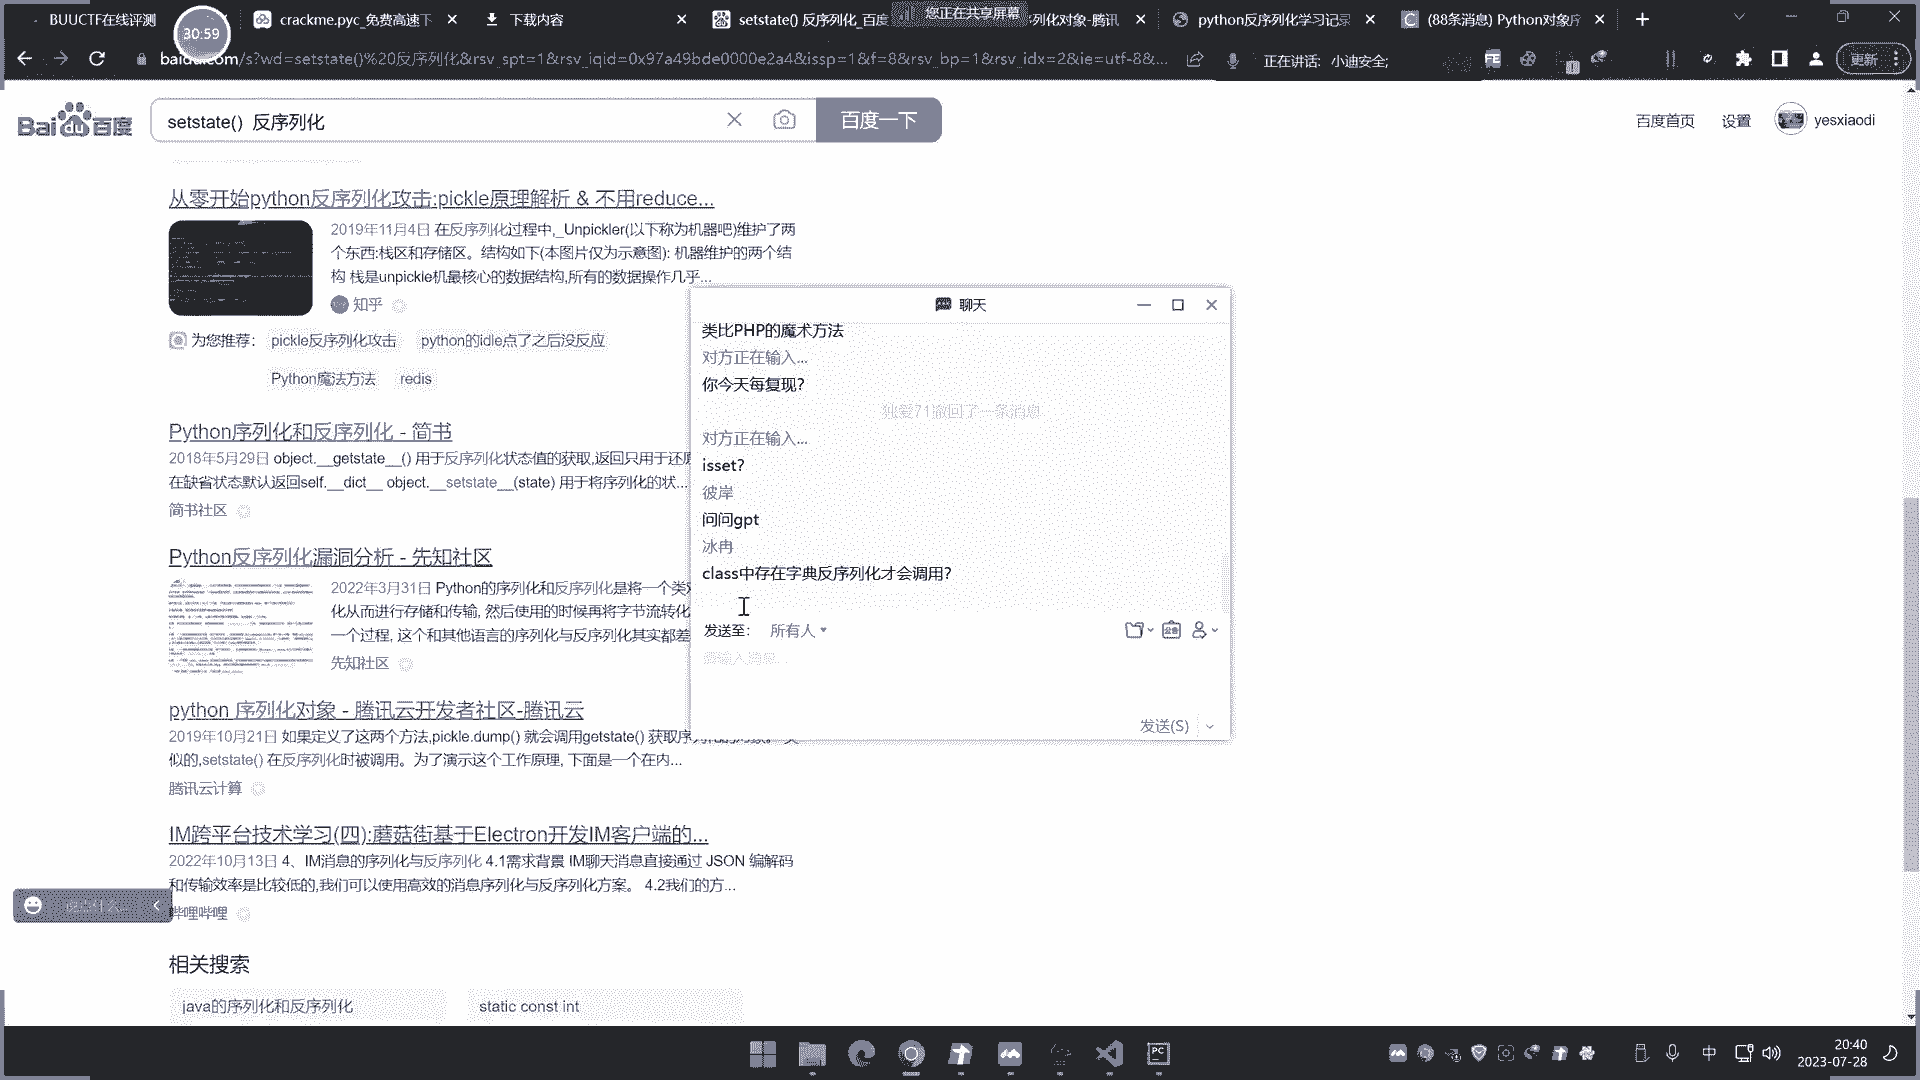 BUUCTF在线评测
30:59
crackme.pyc_免费高速下
下载内容
setstate() 反序列化_百度
您正在共享屏幕
列化对象-腾讯
python反序列化学习记录
(88条消息) Python对象序
baidu.com/s?wd=setstate()%20反序列化&rsv_spt=1&rsv_iqid=0x97a49bde0000e2a4&issp=1&f=8&rsv_bp=1&rsv_idx=2&ie=utf-8&...
正在讲话: 小迪安全;
更新
Bai du 百度
setstate() 反序列化
百度一下
百度首页
设置
yesxiaodi
从零开始python反序列化攻击:pickle原理解析 & 不用reduce...
2019年11月4日 在反序列化过程中,_Unpickler(以下称为机器吧)维护了两
个东西:栈区和存储区。结构如下(本图片仅为示意图): 机器维护的两个结
构 栈是unpickle机最核心的数据结构,所有的数据操作几乎...
知乎
为您推荐:
pickle反序列化攻击
python的idle点了之后没反应
Python魔法方法
redis
Python序列化和反序列化 - 简书
2018年5月29日 object.__getstate__() 用于反序列化状态值的获取,返回只用于还原
在缺省状态默认返回self.__dict__ object.__setstate__(state) 用于将序列化的状...
简书社区
Python反序列化漏洞分析 - 先知社区
2022年3月31日 Python的序列化和反序列化是将一个类对
化从而进行存储和传输, 然后使用的时候再将字节流转化
一个过程, 这个和其他语言的序列化与反序列化其实都差
先知社区
python 序列化对象 - 腾讯云开发者社区-腾讯云
2019年10月21日 如果定义了这两个方法,pickle.dump() 就会调用getstate() 获取序列化的对象。 类
似的,setstate() 在反序列化时被调用。为了演示这个工作原理, 下面是一个在内...
腾讯云计算
IM跨平台技术学习(四):蘑菇街基于Electron开发IM客户端的...
2022年10月13日 4、IM消息的序列化与反序列化 4.1需求背景 IM聊天消息直接通过 JSON 编解码
和传输效率是比较低的,我们可以使用高效的消息序列化与反序列化方案。 4.2我们的方...
哔哩哔哩
相关搜索
java的序列化和反序列化
static const int
聊天
类比PHP的魔术方法
对方正在输入...
你今天每复现?
独爱71撤回了一条消息
对方正在输入...
isset?
彼岸
问问gpt
冰冉
class中存在字典反序列化才会调用?
发送至:
所有人
请输入消息...
发送(S)
说点什么...
中
20:40
2023-07-28